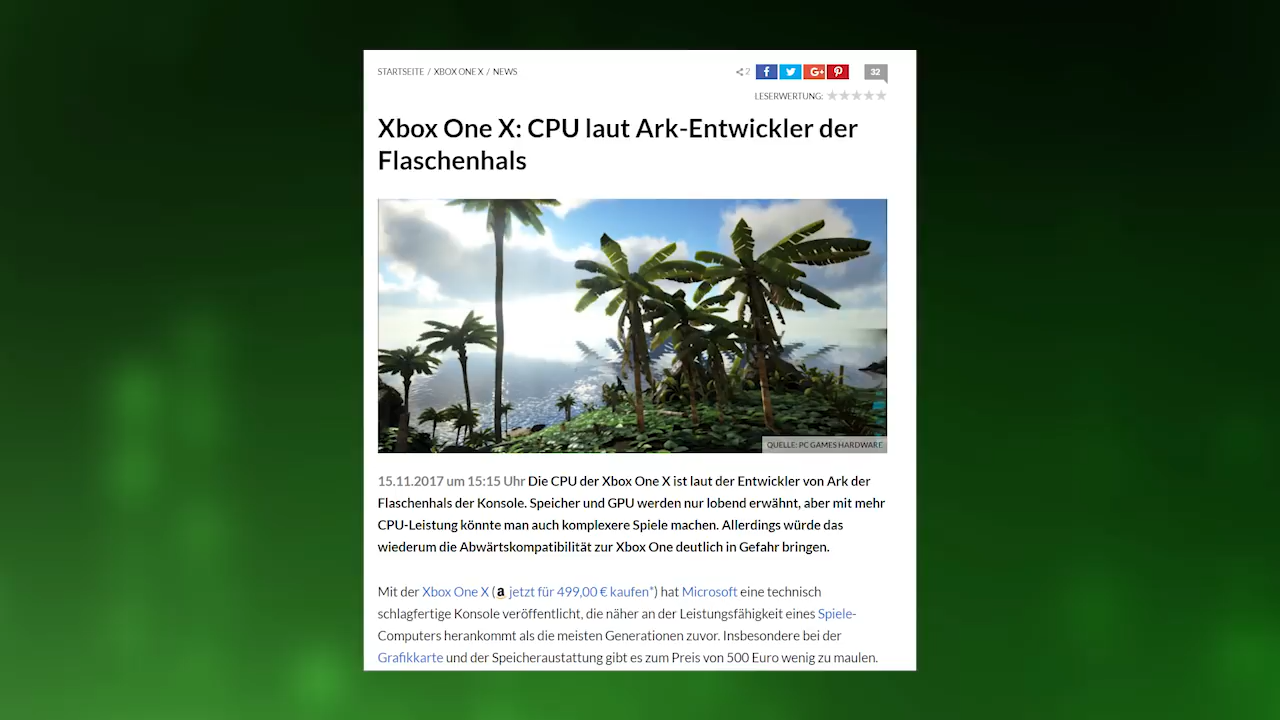 STARTSEITE / XBOX ONE X / NEWS
2
f
G+
32
LESERWERTUNG:
Xbox One X: CPU laut Ark-Entwickler der
Flaschenhals
QUELLE: PC GAMES HARDWARE
15.11.2017 um 15:15 Uhr Die CPU der Xbox One X ist laut der Entwickler von Ark der
Flaschenhals der Konsole. Speicher und GPU werden nur lobend erwähnt, aber mit mehr
CPU-Leistung könnte man auch komplexere Spiele machen. Allerdings würde das
wiederum die Abwärtskompatibilität zur Xbox One deutlich in Gefahr bringen.
Mit der Xbox One X (a jetzt für 499,00 € kaufen*) hat Microsoft eine technisch
schlagfertige Konsole veröffentlicht, die näher an der Leistungsfähigkeit eines Spiele-
Computers herankommt als die meisten Generationen zuvor. Insbesondere bei der
Grafikkarte und der Speicheraustattung gibt es zum Preis von 500 Euro wenig zu maulen.